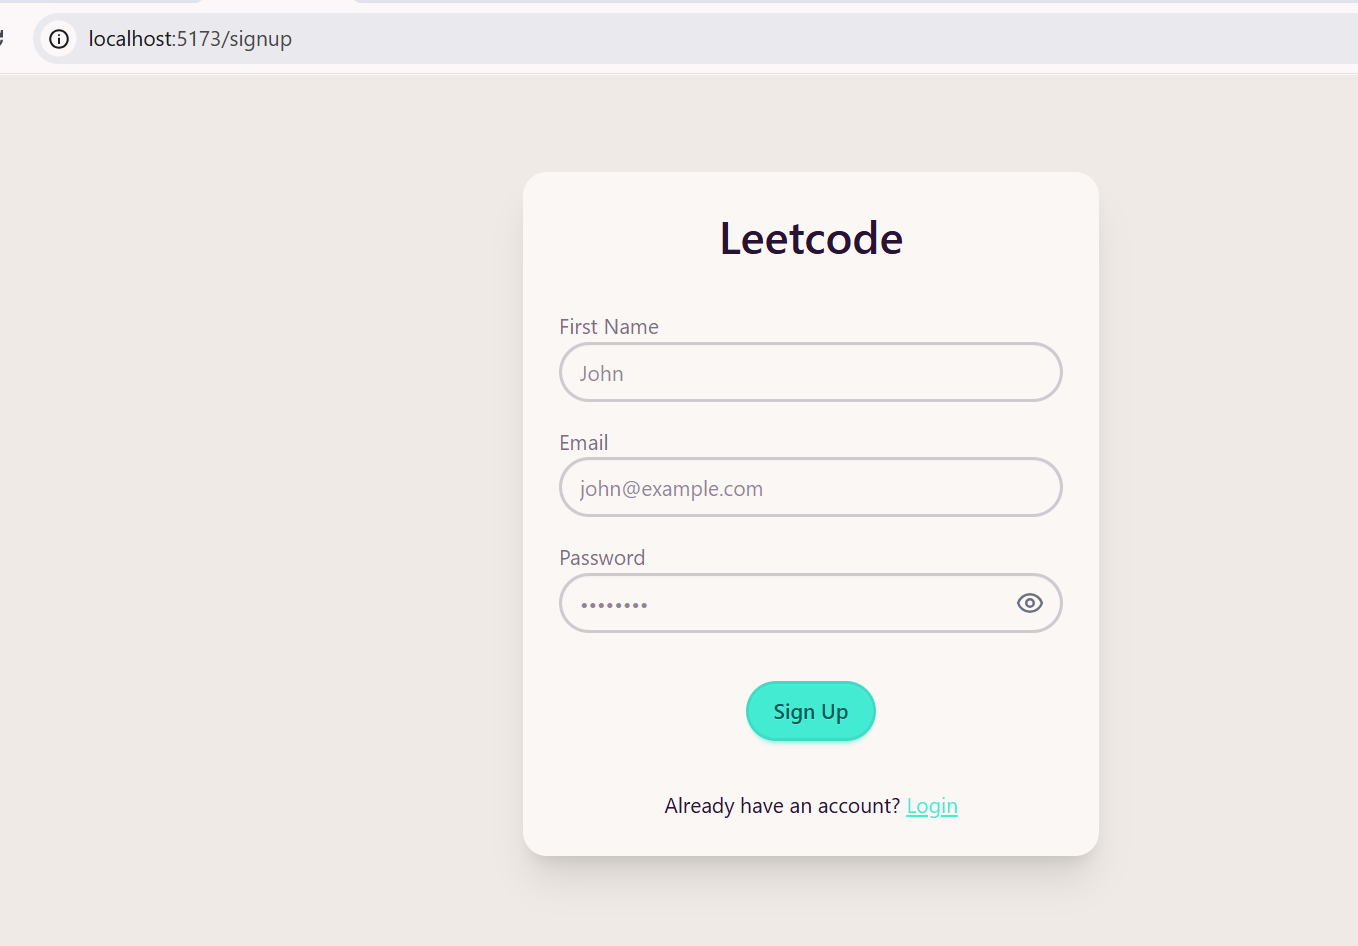 localhost:5173/signup
Leetcode
First Name
John
Email
john@example.com
Password
••••••••
Sign Up
Already have an account? Login